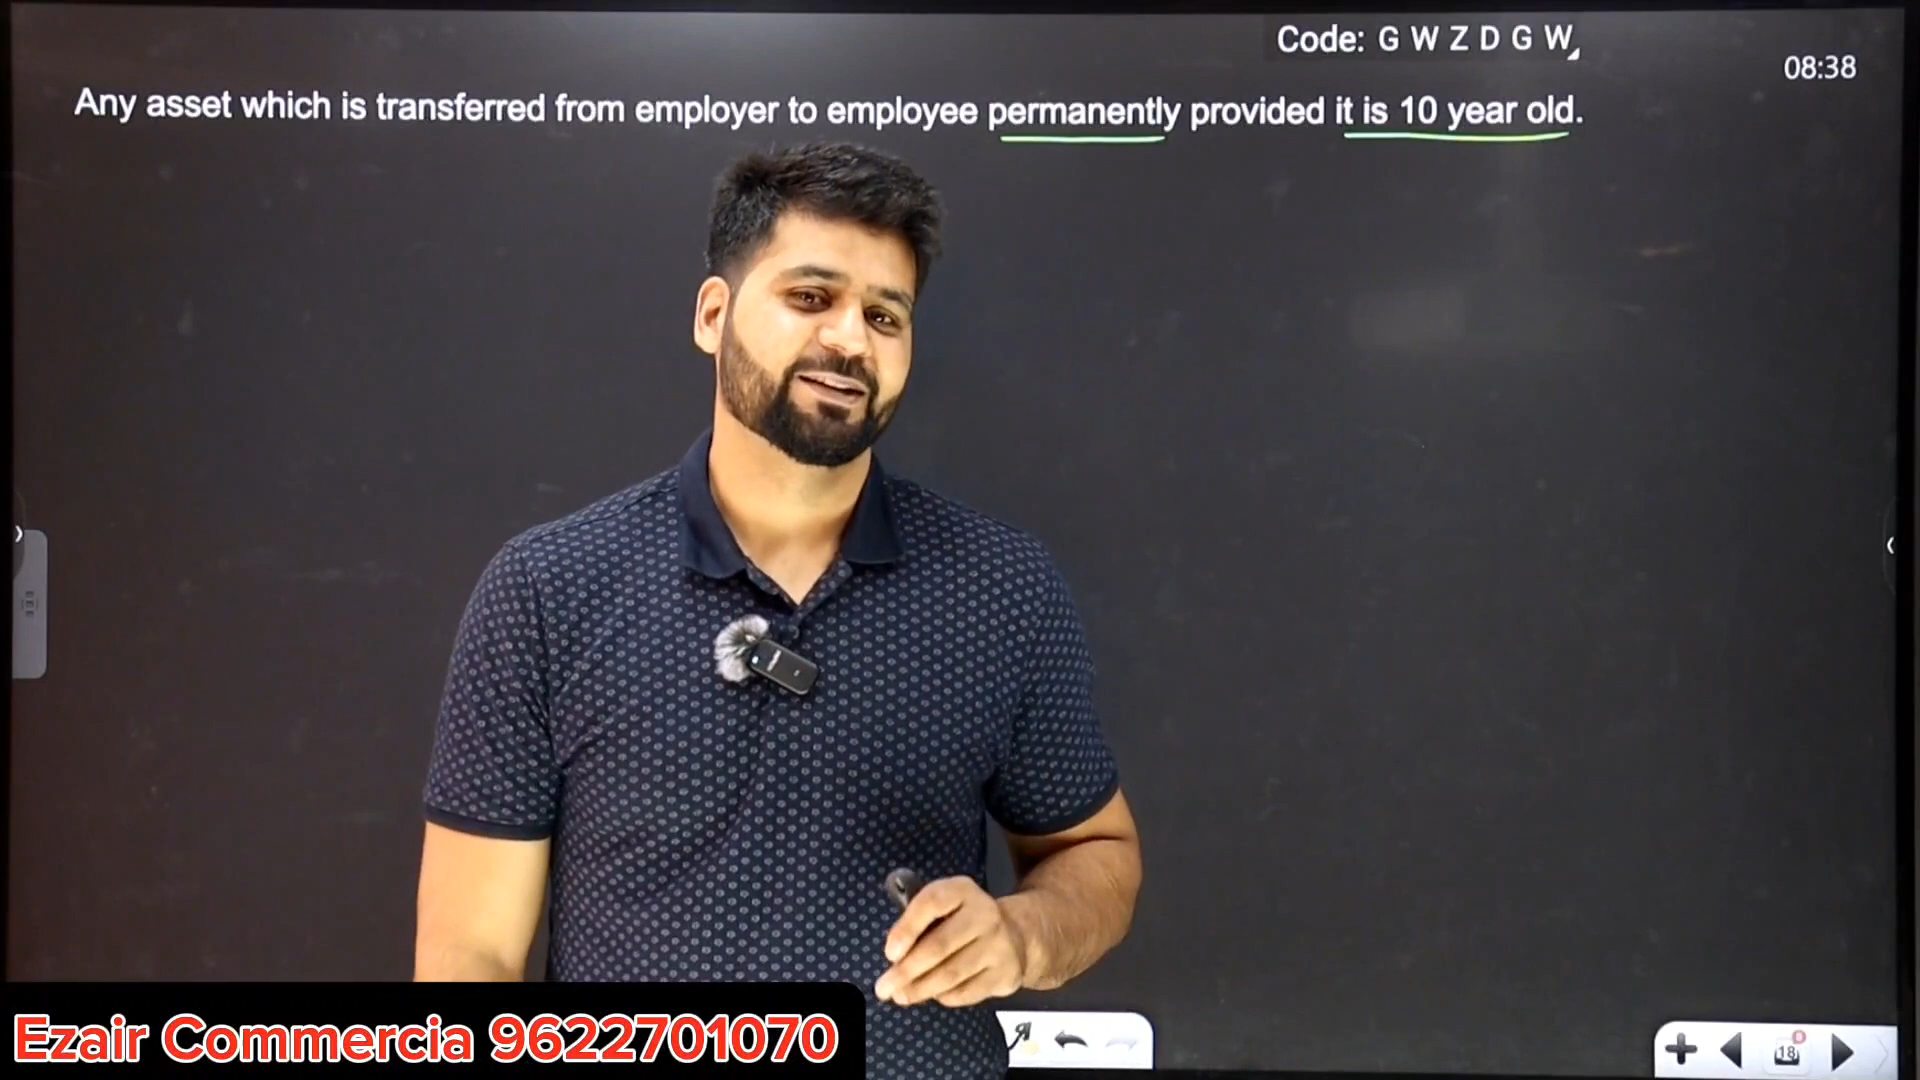 Code: G W Z D G W
08:38
Any asset which is transferred from employer to employee permanently provided it is 10 year old.
18
Ezair Commercia 9622701070